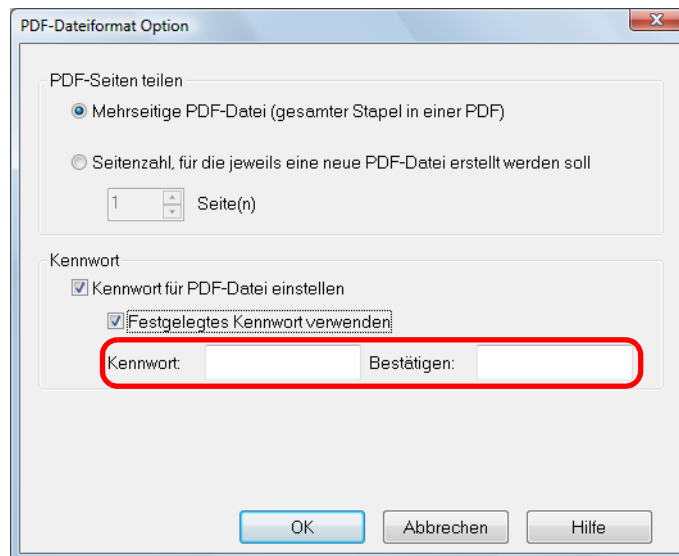 PDF-Dateiformat Option
PDF-Seiten teilen
Mehrseitige PDF-Datei (gesamter Stapel in einer PDF)
Seitenzahl, für die jeweils eine neue PDF-Datei erstellt werden soll
1 Seite(n)
Kennwort
Kennwort für PDF-Datei einstellen
Festgelegtes Kennwort verwenden
Kennwort: Bestätigen:
OK Abbrechen Hilfe